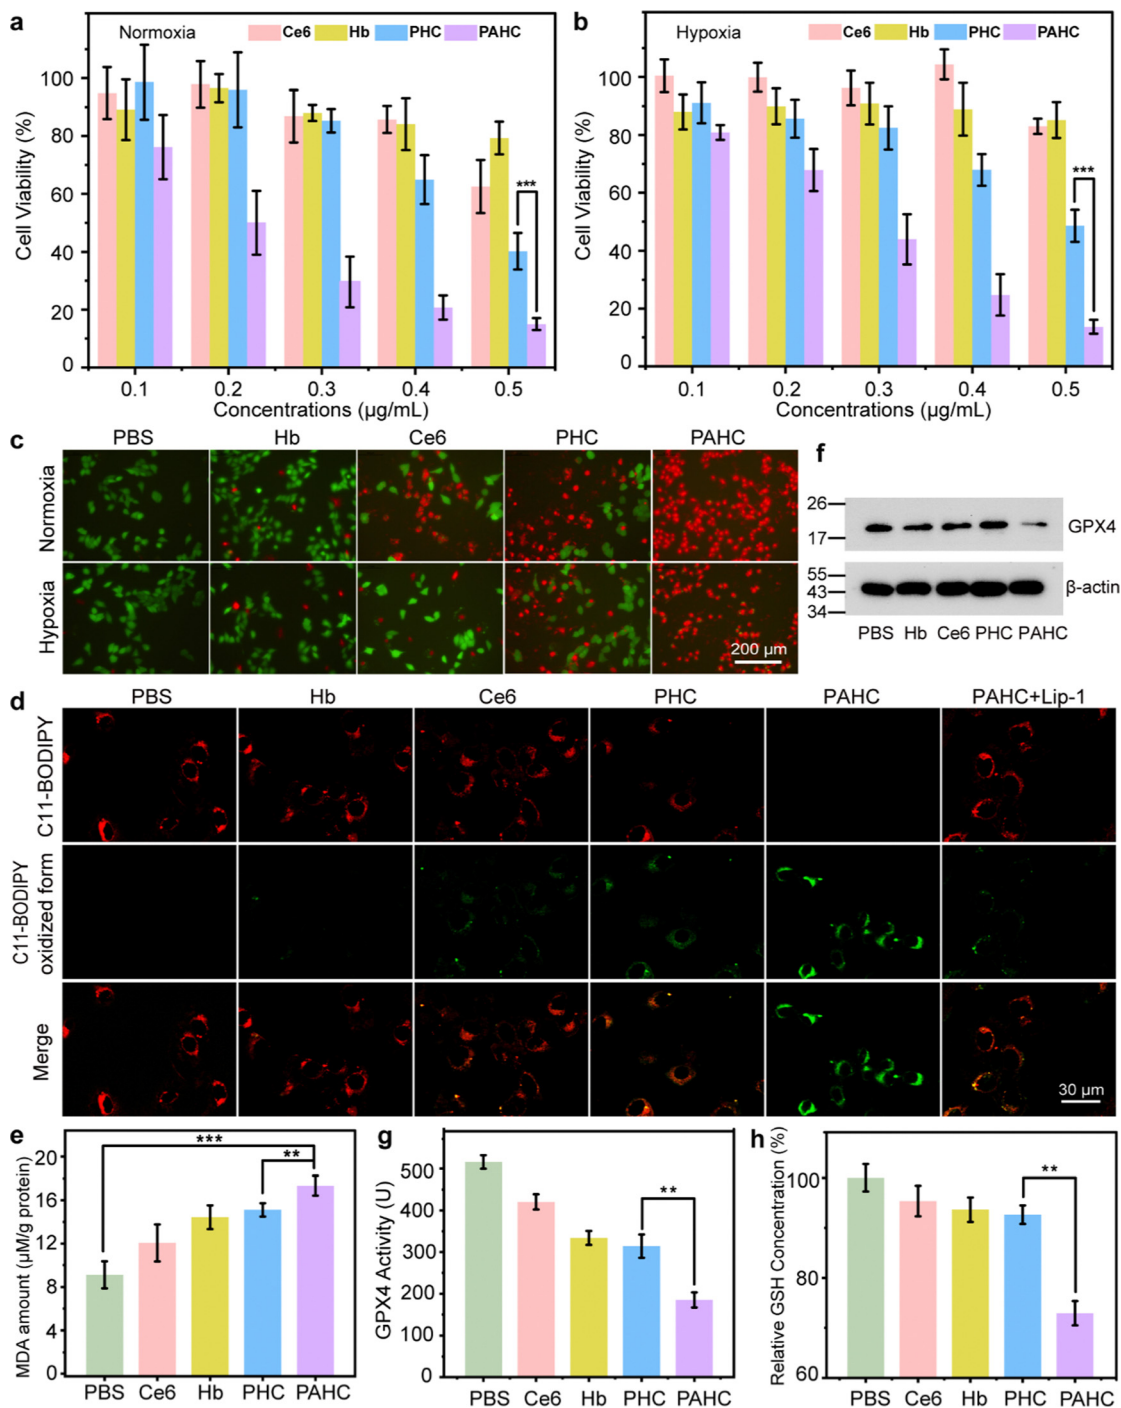 a
Normoxia
Ce6 Hb PHC PAHC
Cell Viability (%)
100
80
60
40
20
0
***
0.1 0.2 0.3 0.4 0.5
Concentrations (µg/mL)
b
Hypoxia
Ce6 Hb PHC PAHC
Cell Viability (%)
100
80
60
40
20
0
***
0.1 0.2 0.3 0.4 0.5
Concentrations (µg/mL)
c
PBS Hb Ce6 PHC PAHC
Normoxia
Hypoxia
200 µm
f
26
17
GPX4
55
43
34
β-actin
PBS Hb Ce6 PHC PAHC
d
PBS Hb Ce6 PHC PAHC PAHC+Lip-1
C11-BODIPY
C11-BODIPY
oxidized form
Merge
30 µm
e
MDA amount (µM/g protein)
20
16
12
8
4
0
***
**
PBS Ce6 Hb PHC PAHC
g
GPX4 Activity (U)
500
400
300
200
100
0
**
PBS Ce6 Hb PHC PAHC
h
Relative GSH Concentration (%)
100
80
60
**
PBS Ce6 Hb PHC PAHC